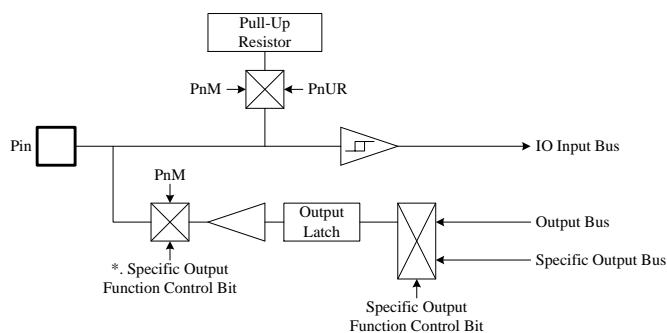 Pull-Up
Resistor
PnM
PnUR
Pin
IO Input Bus
PnM
Output
Latch
Output Bus
Specific Output Bus
*. Specific Output
Function Control Bit
Specific Output
Function Control Bit